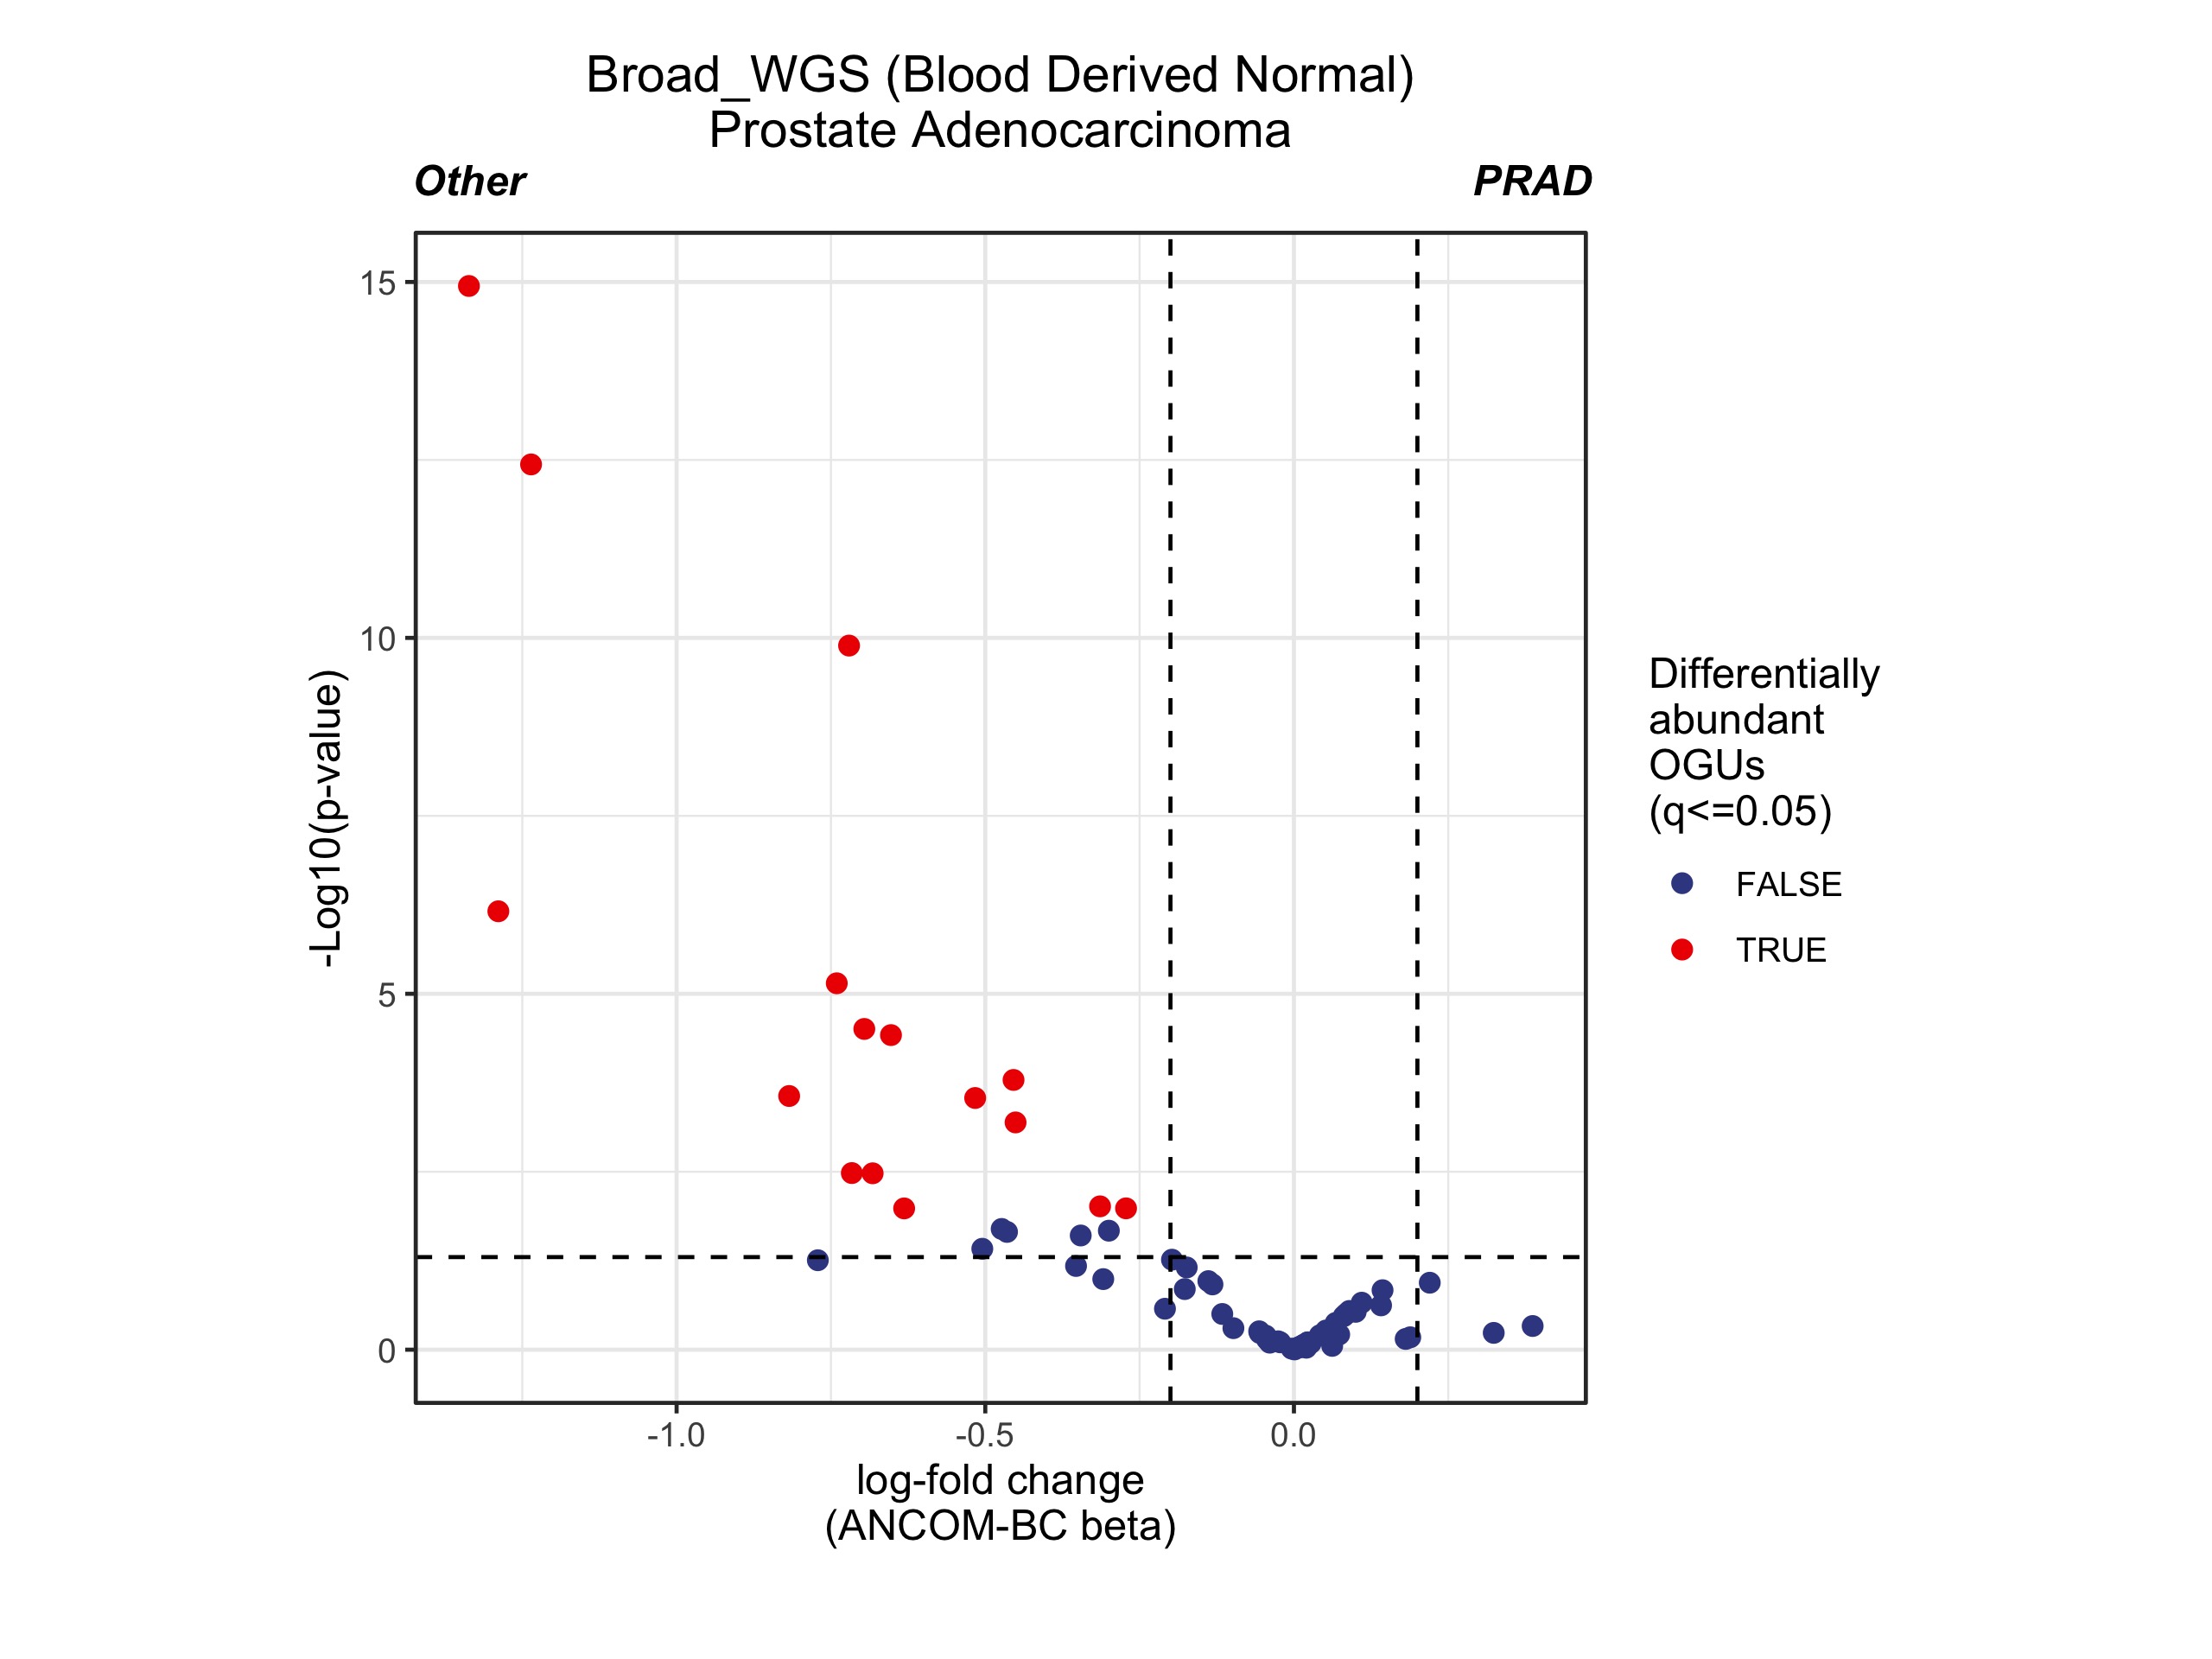 Broad_WGS (Blood Derived Normal)
Prostate Adenocarcinoma
Other
PRAD
15
10
5
0
-Log10(p-value)
-1.0
-0.5
0.0
log-fold change
(ANCOM-BC beta)
Differentially
abundant
OGUs
(q<=0.05)
FALSE
TRUE